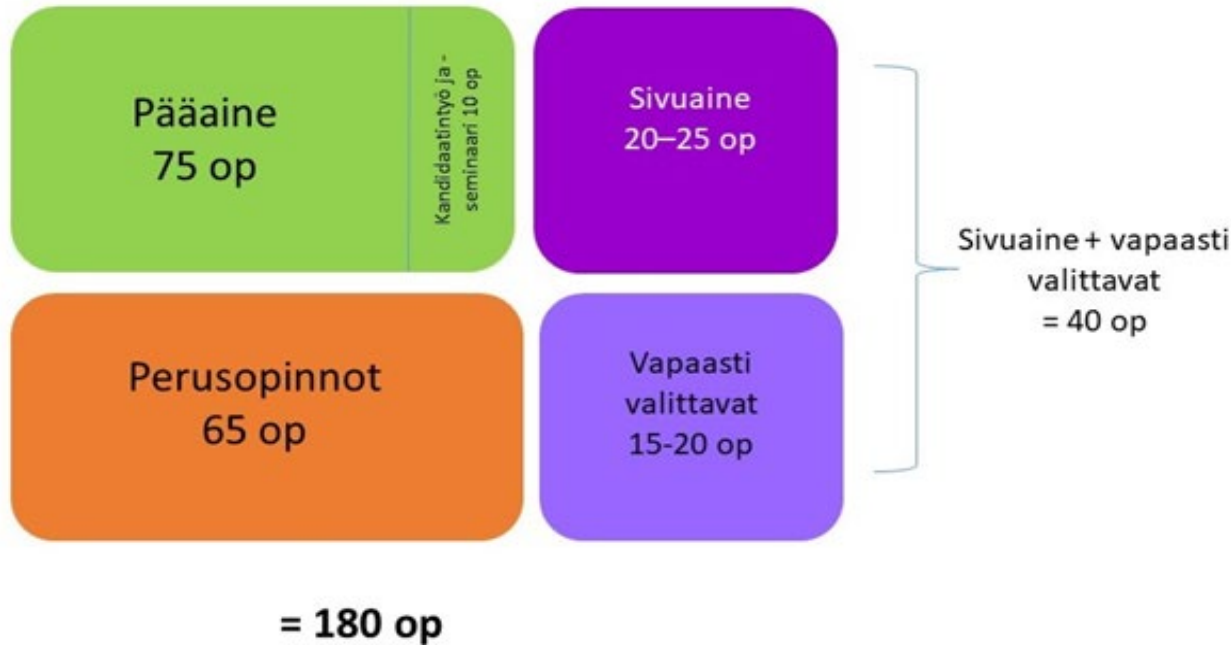 Pääaine
75 op
Kandidaatintyö ja -
seminaari 10 op
Sivuaine
20–25 op
Perusopinnot
65 op
Vapaasti
valittavat
15-20 op
Sivuaine + vapaasti
valittavat
= 40 op
= 180 op